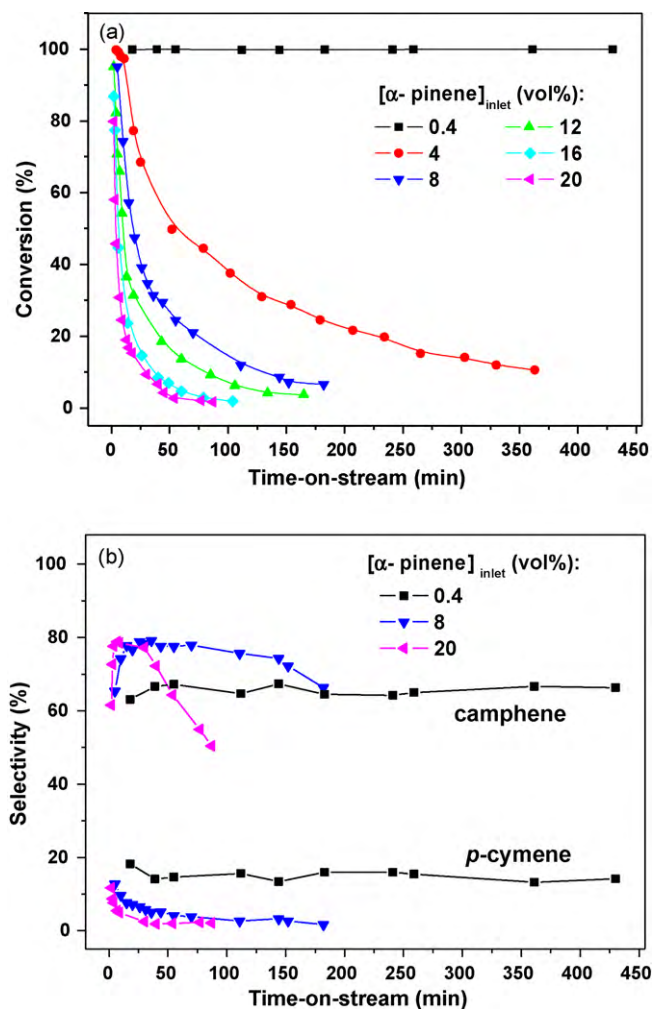 (a)
[α- pinene]inlet (vol%):
0.4 12
4 16
8 20
100
80
60
40
20
0
Conversion (%)
0 50 100 150 200 250 300 350 400 450
Time-on-stream (min)
(b)
[α- pinene] inlet (vol%):
0.4
8
20
100
80
60
40
20
0
Selectivity (%)
camphene
p-cymene
0 50 100 150 200 250 300 350 400 450
Time-on-stream (min)